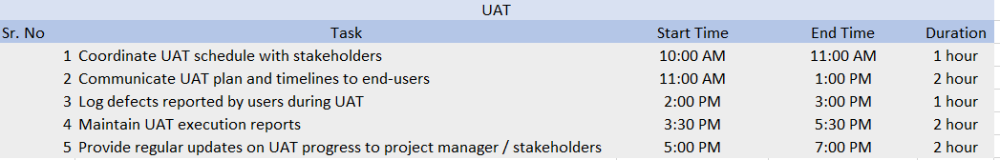 UAT
Sr. No Task Start Time End Time Duration
1 Coordinate UAT schedule with stakeholders 10:00 AM 11:00 AM 1 hour
2 Communicate UAT plan and timelines to end-users 11:00 AM 1:00 PM 2 hour
3 Log defects reported by users during UAT 2:00 PM 3:00 PM 1 hour
4 Maintain UAT execution reports 3:30 PM 5:30 PM 2 hour
5 Provide regular updates on UAT progress to project manager / stakeholders 5:00 PM 7:00 PM 2 hour